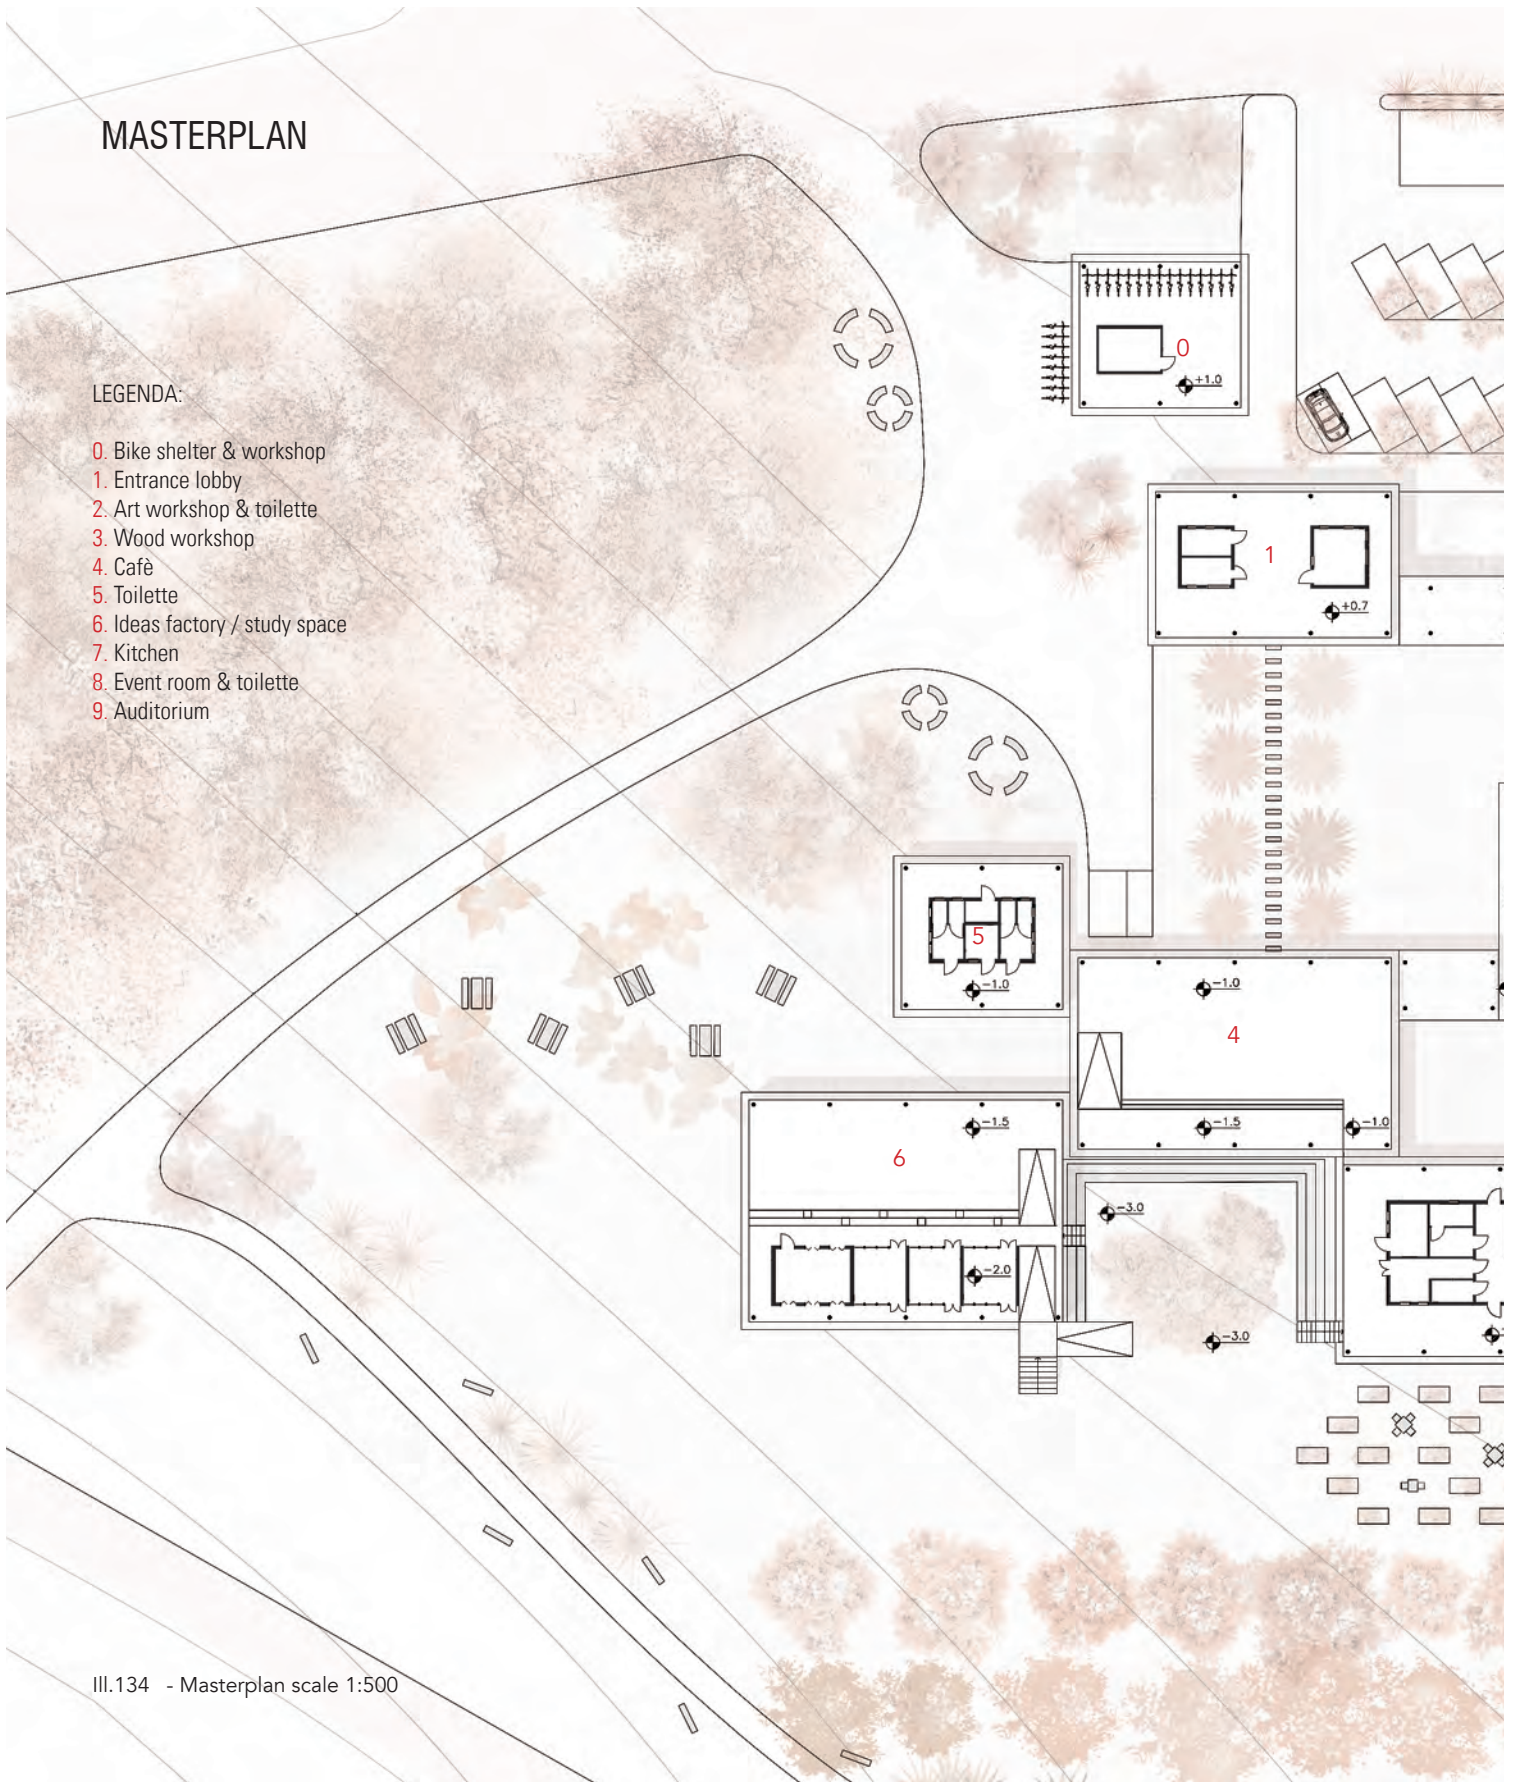 MASTERPLAN
LEGENDA:
0. Bike shelter & workshop
1. Entrance lobby
2. Art workshop & toilette
3. Wood workshop
4. Cafè
5. Toilette
6. Ideas factory / study space
7. Kitchen
8. Event room & toilette
9. Auditorium
0
+1.0
1
+0.7
5
-1.0
-1.0
4
-1.5
-1.0
-1.5
6
-3.0
-2.0
-3.0
Ill.134 - Masterplan scale 1:500